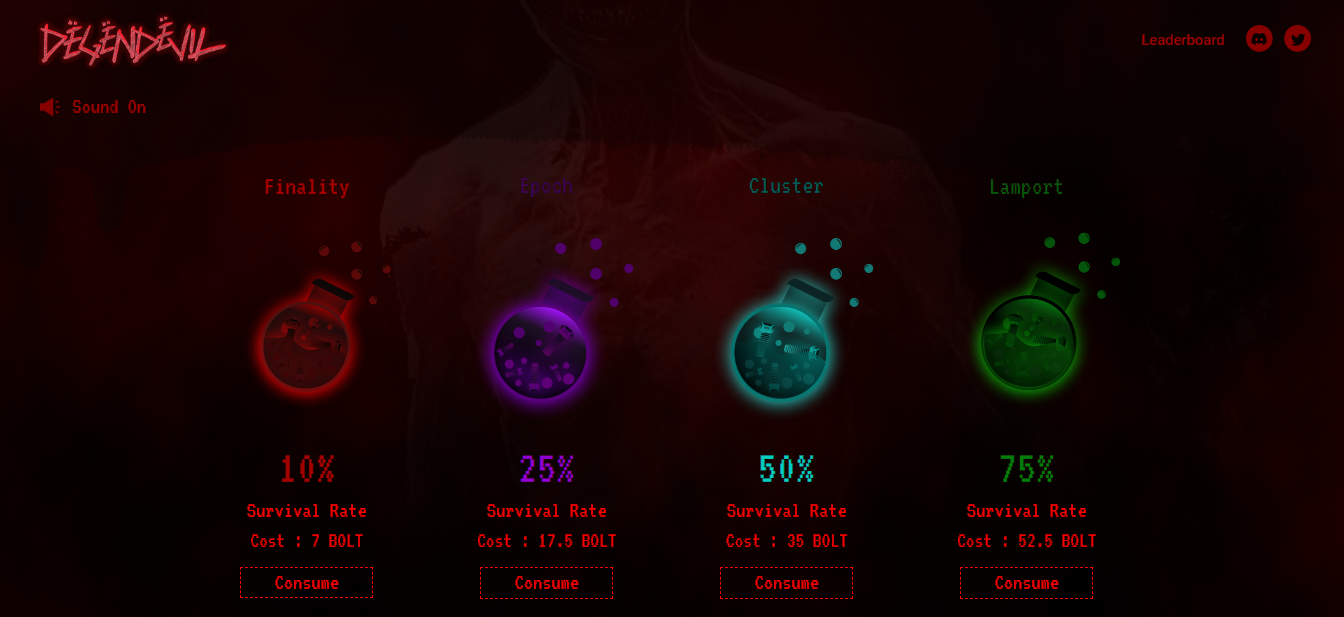 DËGËNDËVIL
Leaderboard
Sound On
Finality
Epoch
Cluster
Lamport
10%
25%
50%
75%
Survival Rate
Survival Rate
Survival Rate
Survival Rate
Cost : 7 BOLT
Cost : 17.5 BOLT
Cost : 35 BOLT
Cost : 52.5 BOLT
Consume
Consume
Consume
Consume